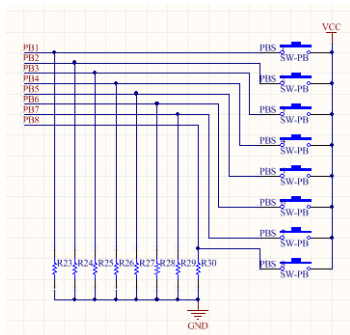 VCC
PB1
PB2
PB3
PB4
PB5
PB6
PB7
PB8
PBS
SW-PB
PBS
SW-PB
PBS
SW-PB
PBS
SW-PB
PBS
SW-PB
PBS
SW-PB
PBS
SW-PB
PBS
SW-PB
R23 R24 R25 R26 R27 R28 R29 R30
GND